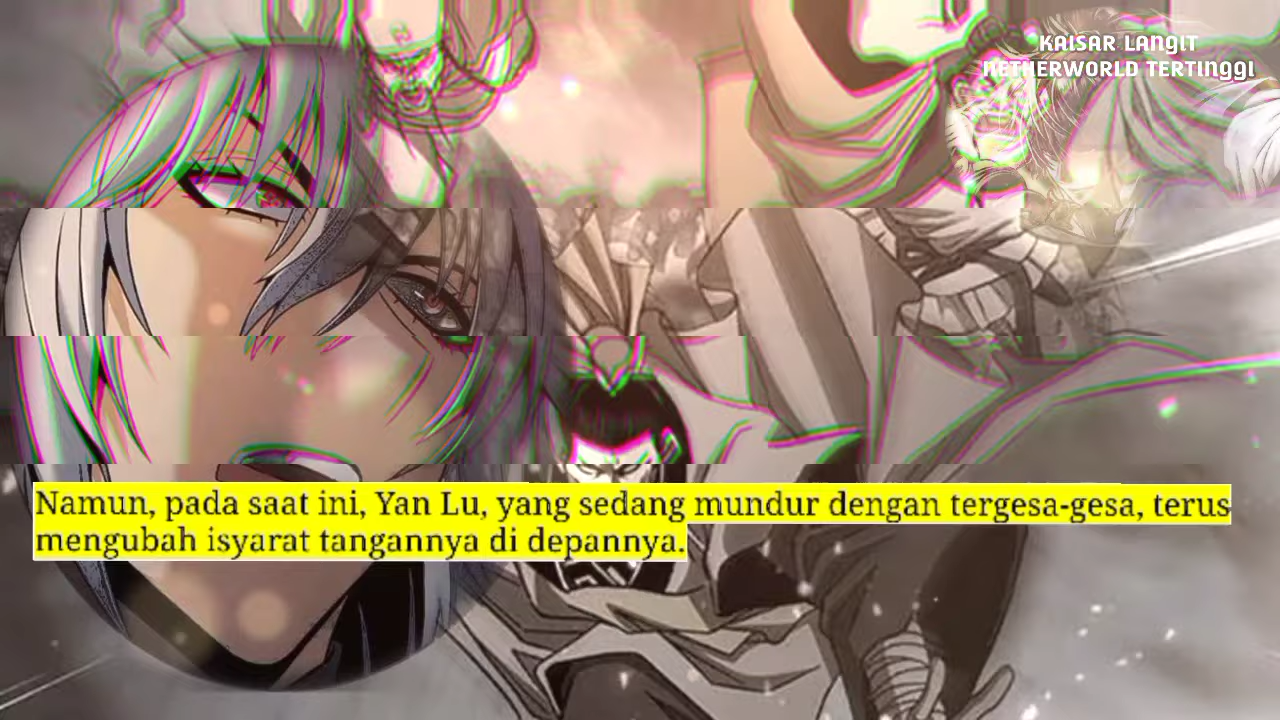 KAISAR LANGIT
NETHERWORLD TERTINGGI
Namun, pada saat ini, Yan Lu, yang sedang mundur dengan tergesa-gesa, terus
mengubah isyarat tangannya di depannya.